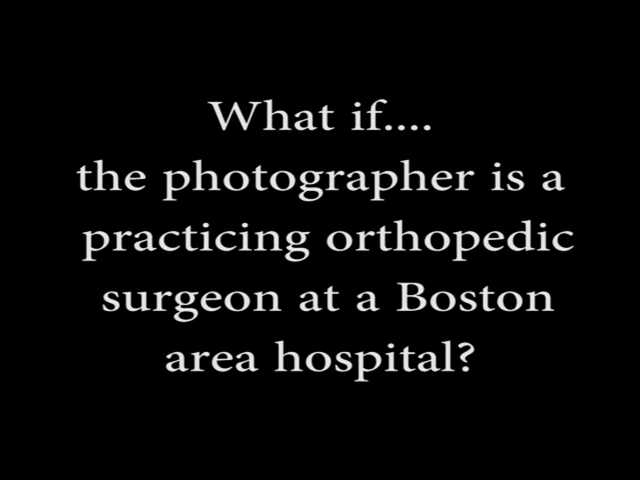 What if....
the photographer is a
practicing orthopedic
surgeon at a Boston
area hospital?